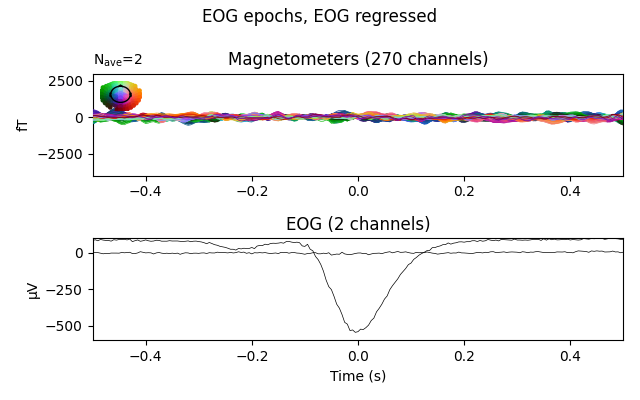 EOG epochs, EOG regressed
Nave=2
Magnetometers (270 channels)
2500
0
−2500
fT
−0.4 −0.2 0.0 0.2 0.4
EOG (2 channels)
0
−250
−500
µV
−0.4 −0.2 0.0 0.2 0.4
Time (s)